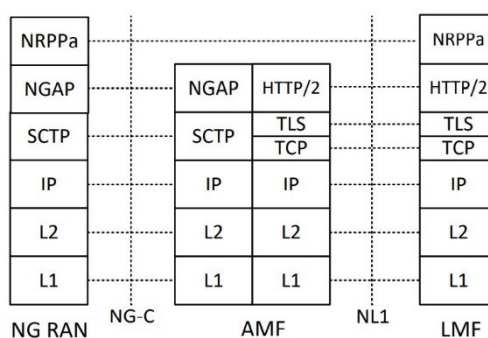 NRPPa NRPPa
NGAP NGAP HTTP/2 HTTP/2
SCTP SCTP TLS TLS
TCP TCP
IP IP IP IP
L2 L2 L2 L2
L1 L1 L1 L1
NG-C NL1
NG RAN AMF LMF